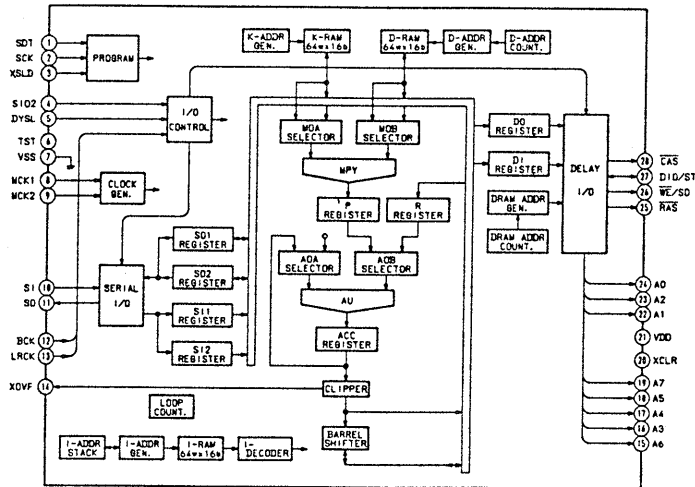 K-ADDR GEN.
K-RAM 64w×16b
D-RAM 64w×16b
D-ADDR GEN.
D-ADDR COUNT.
SDT 1
SCK 2
XSLD 3
PROGRAM
SIO2 4
DYSL 5
TST 6
VSS 7
I/O CONTROL
MCK1 8
MCK2 9
CLOCK GEN.
MOA SELECTOR
MOB SELECTOR
MPY
P REGISTER
R REGISTER
DO REGISTER
DI REGISTER
DRAM ADDR GEN.
DRAM ADDR COUNT.
DELAY I/O
28 CAS
27 DIO/ST
26 WE/SO
25 RAS
SI 10
SO 11
BCK 12
LRCK 13
XOVF 14
SERIAL I/O
SO1 REGISTER
SO2 REGISTER
SI1 REGISTER
SI2 REGISTER
AOA SELECTOR
AOB SELECTOR
AU
ACC REGISTER
CLIPPER
BARREL SHIFTER
LOOP COUNT.
I-ADDR STACK
I-ADDR GEN.
I-RAM 64w×16b
I-DECODER
24 A0
23 A2
22 A1
21 VDD
20 XCLR
19 A7
18 A5
17 A4
16 A3
15 A6